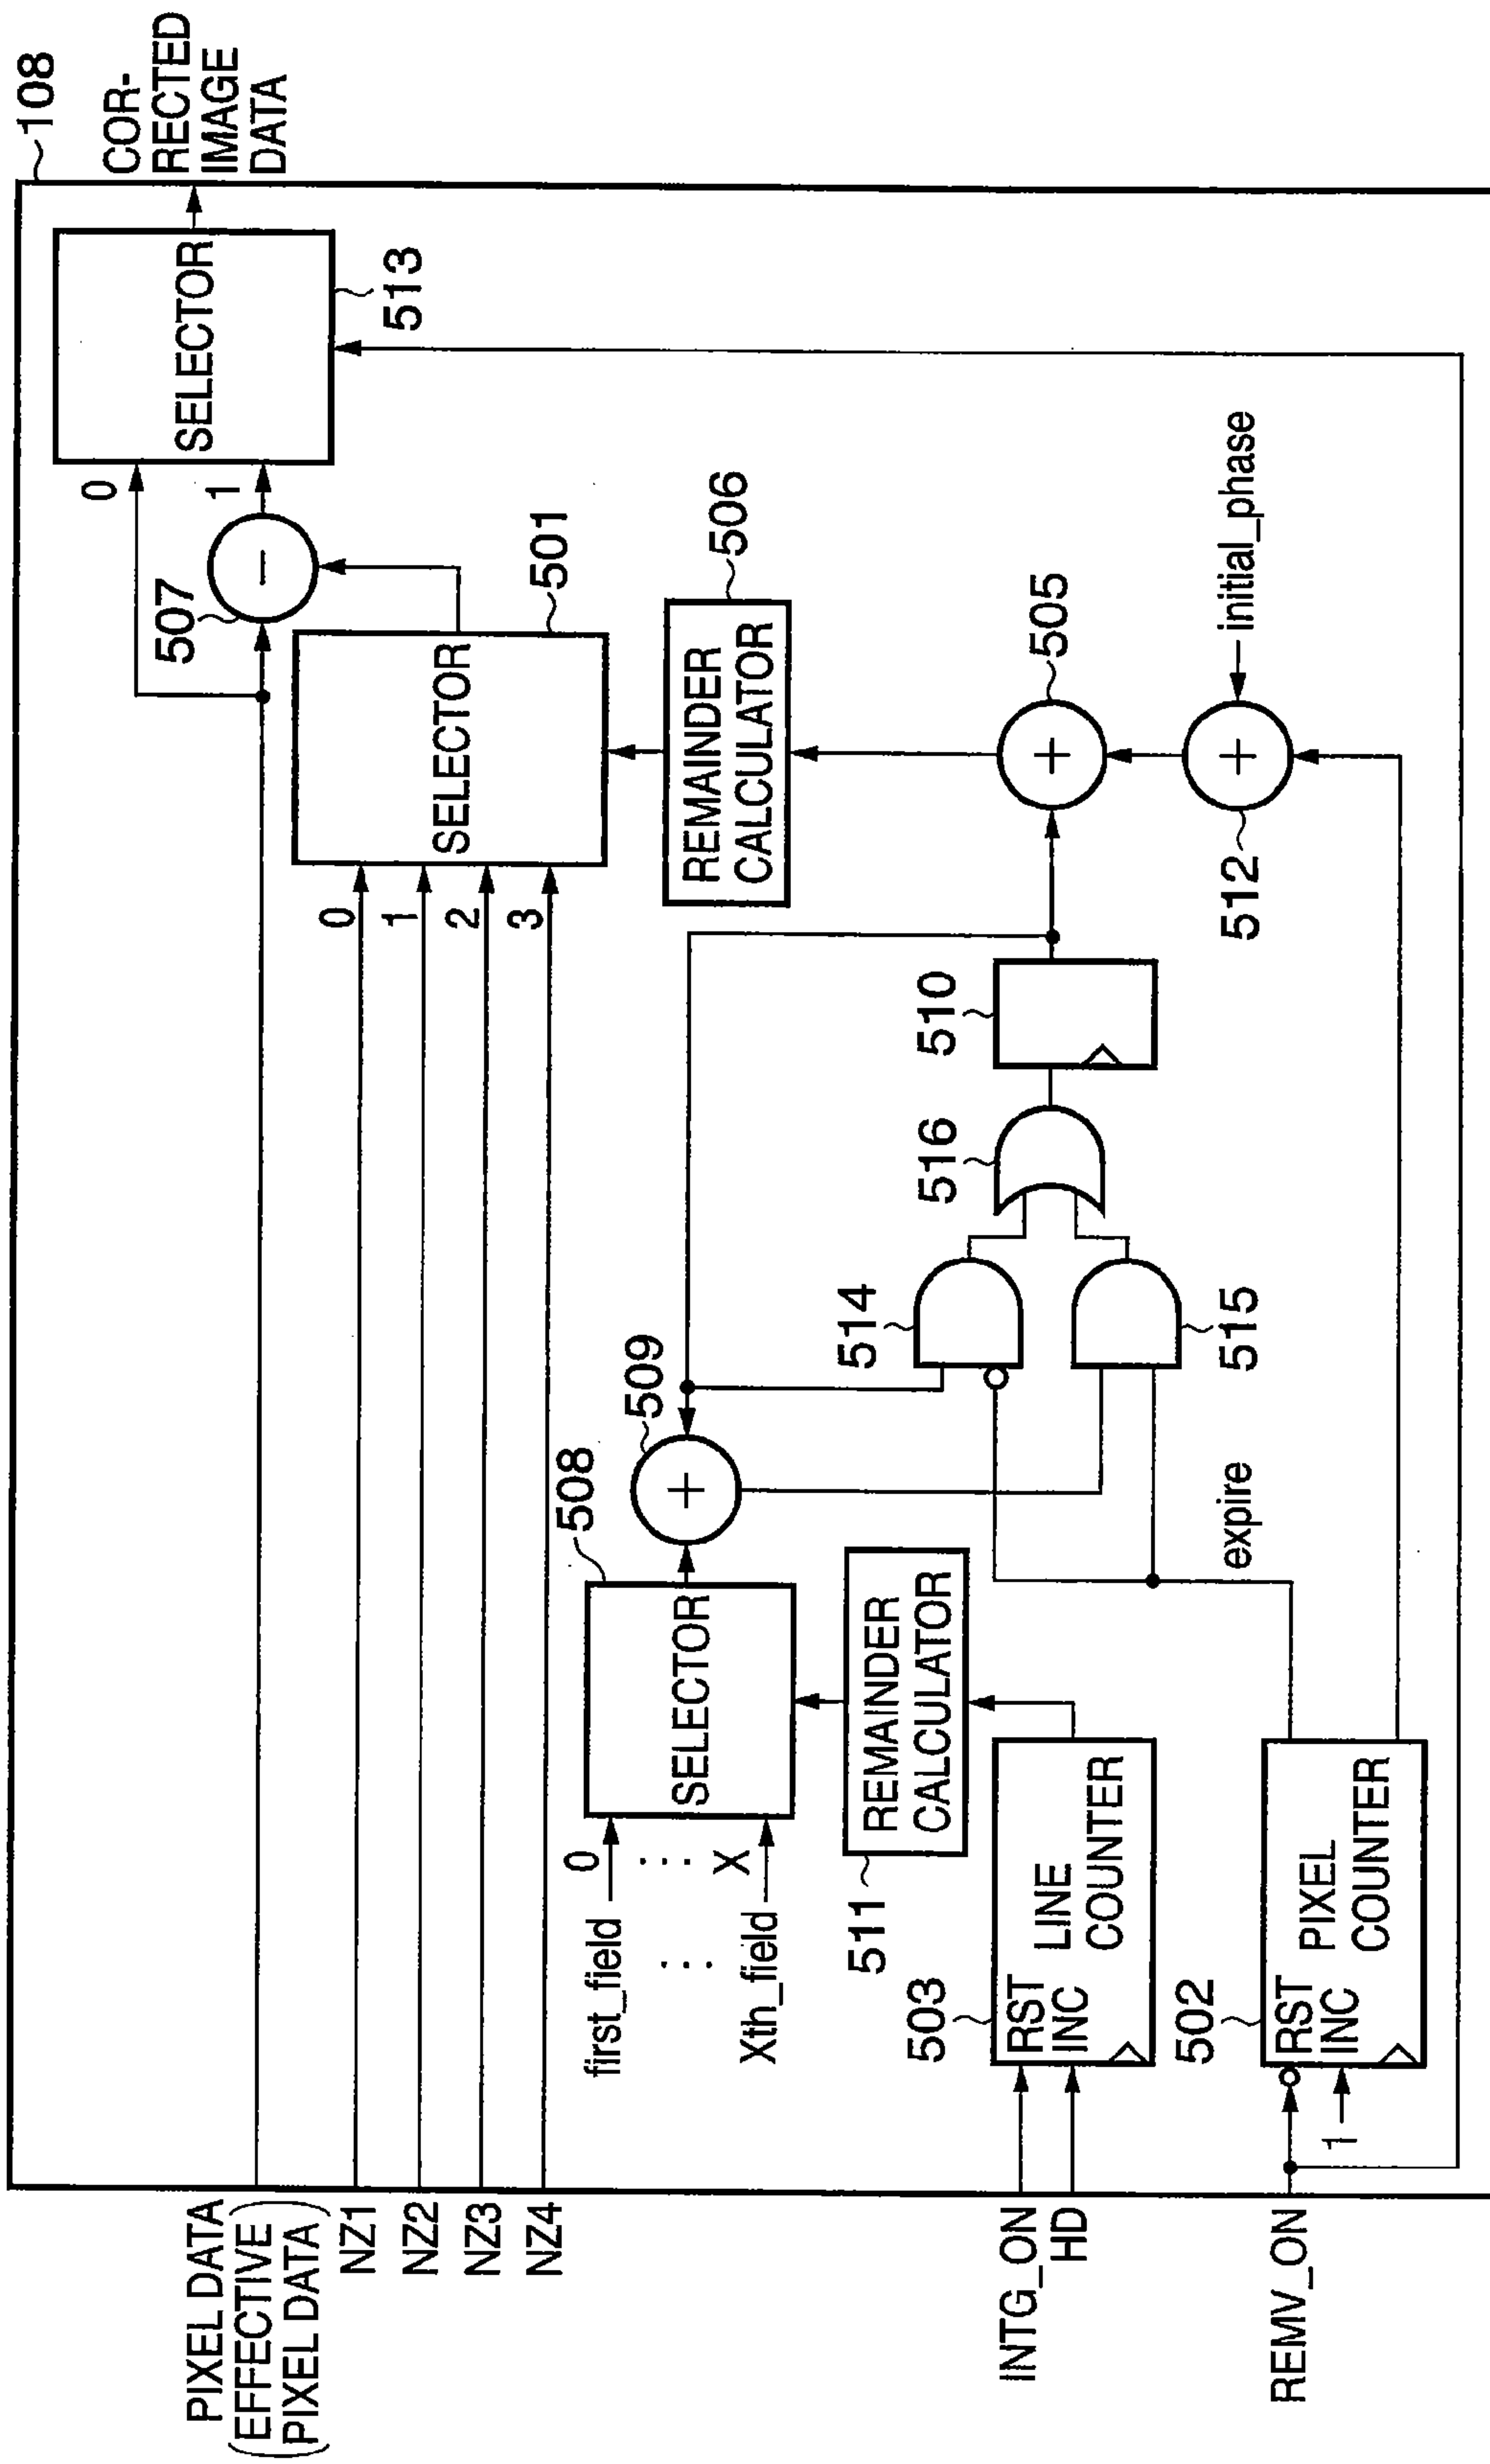 108
COR-
RECTED
IMAGE
DATA
SELECTOR
513
0
1
507
SELECTOR
501
0
1
2
3
REMAINDER
CALCULATOR
506
505
+
initial_phase
+
512
−
510
516
514
515
509
+
508
SELECTOR
expire
first_field
0
⋮
⋮
X
Xth_field
REMAINDER
CALCULATOR
511
503
RST
INC
LINE
COUNTER
502
RST
INC
PIXEL
COUNTER
1
PIXEL DATA
(EFFECTIVE
PIXEL DATA)
NZ1
NZ2
NZ3
NZ4
INTG_ON
HD
REMV_ON